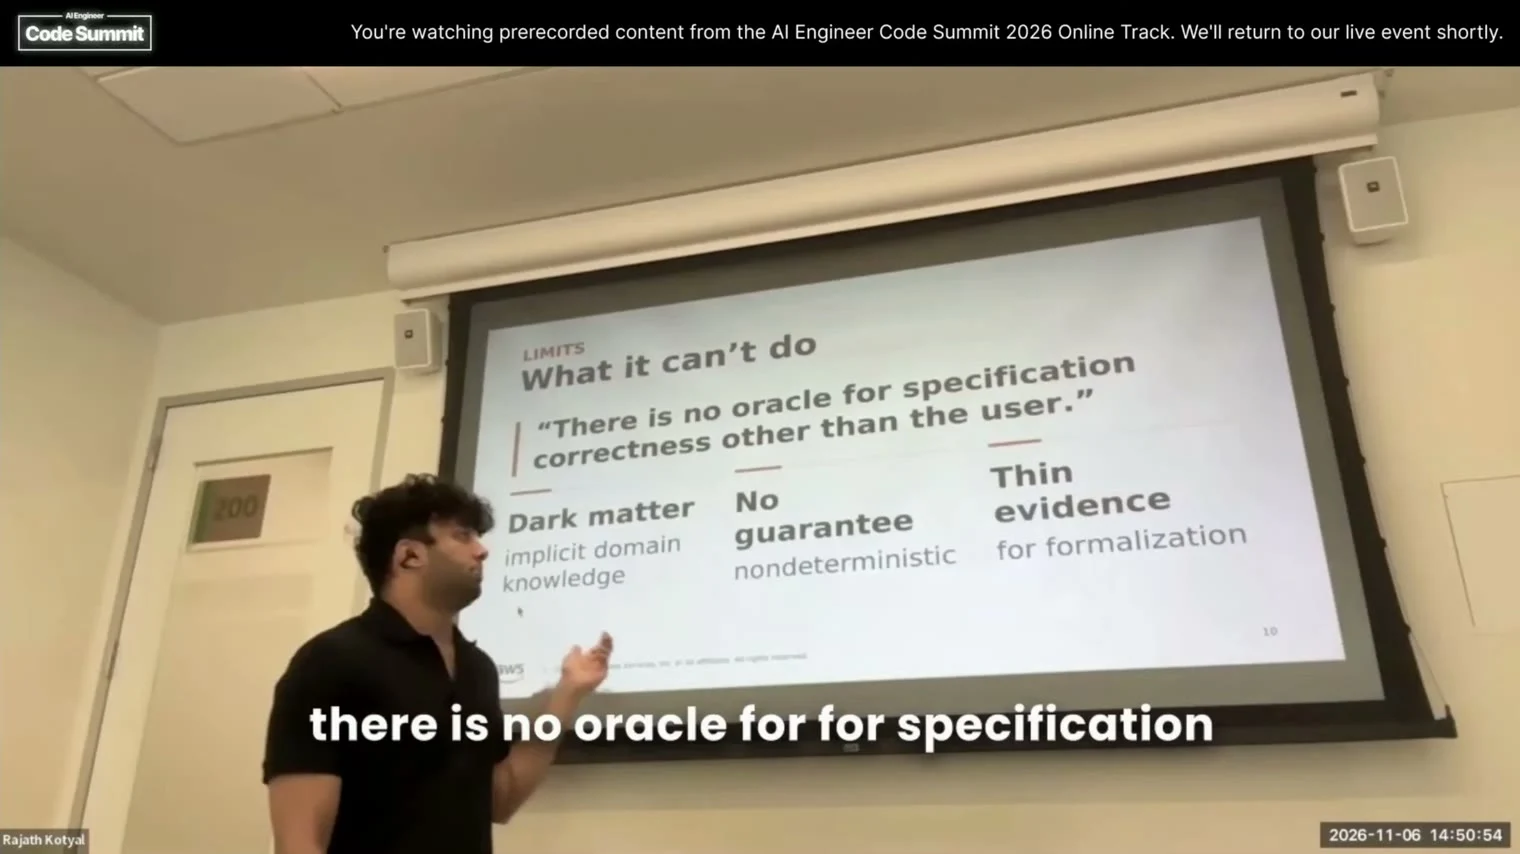 AI Engineer
Code Summit
You're watching prerecorded content from the AI Engineer Code Summit 2026 Online Track. We'll return to our live event shortly.
LIMITS
What it can't do
“There is no oracle for specification
correctness other than the user.”
Dark matter
implicit domain
knowledge
No
guarantee
nondeterministic
Thin
evidence
for formalization
10
200
there is no oracle for for specification
Rajath Kotyal
2026-11-06 14:50:54